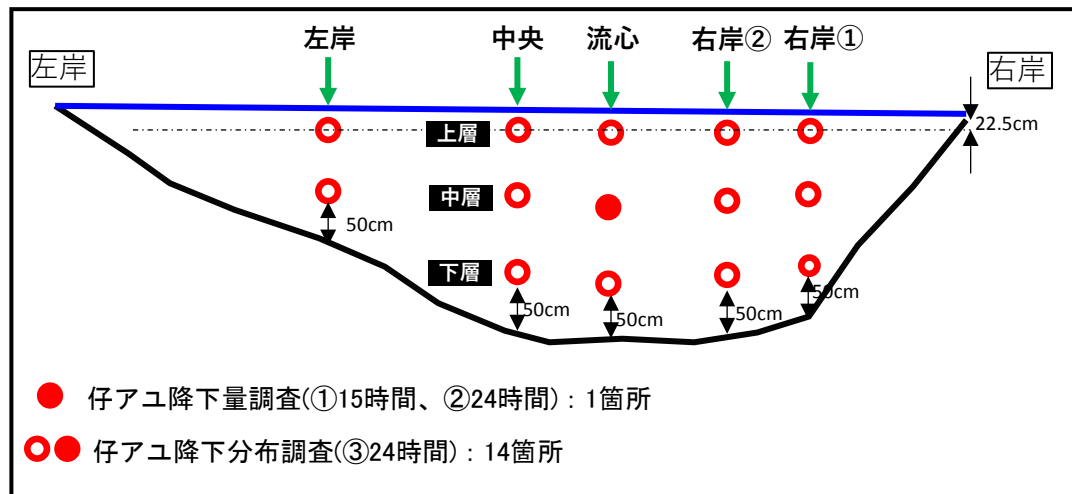 左岸 中央 流心 右岸② 右岸①
左岸
右岸
22.5cm
上層
中層
50cm
下層
50cm 50cm 50cm 50cm
仔アユ降下量調査(①15時間、②24時間)：1箇所
仔アユ降下分布調査(③24時間)：14箇所